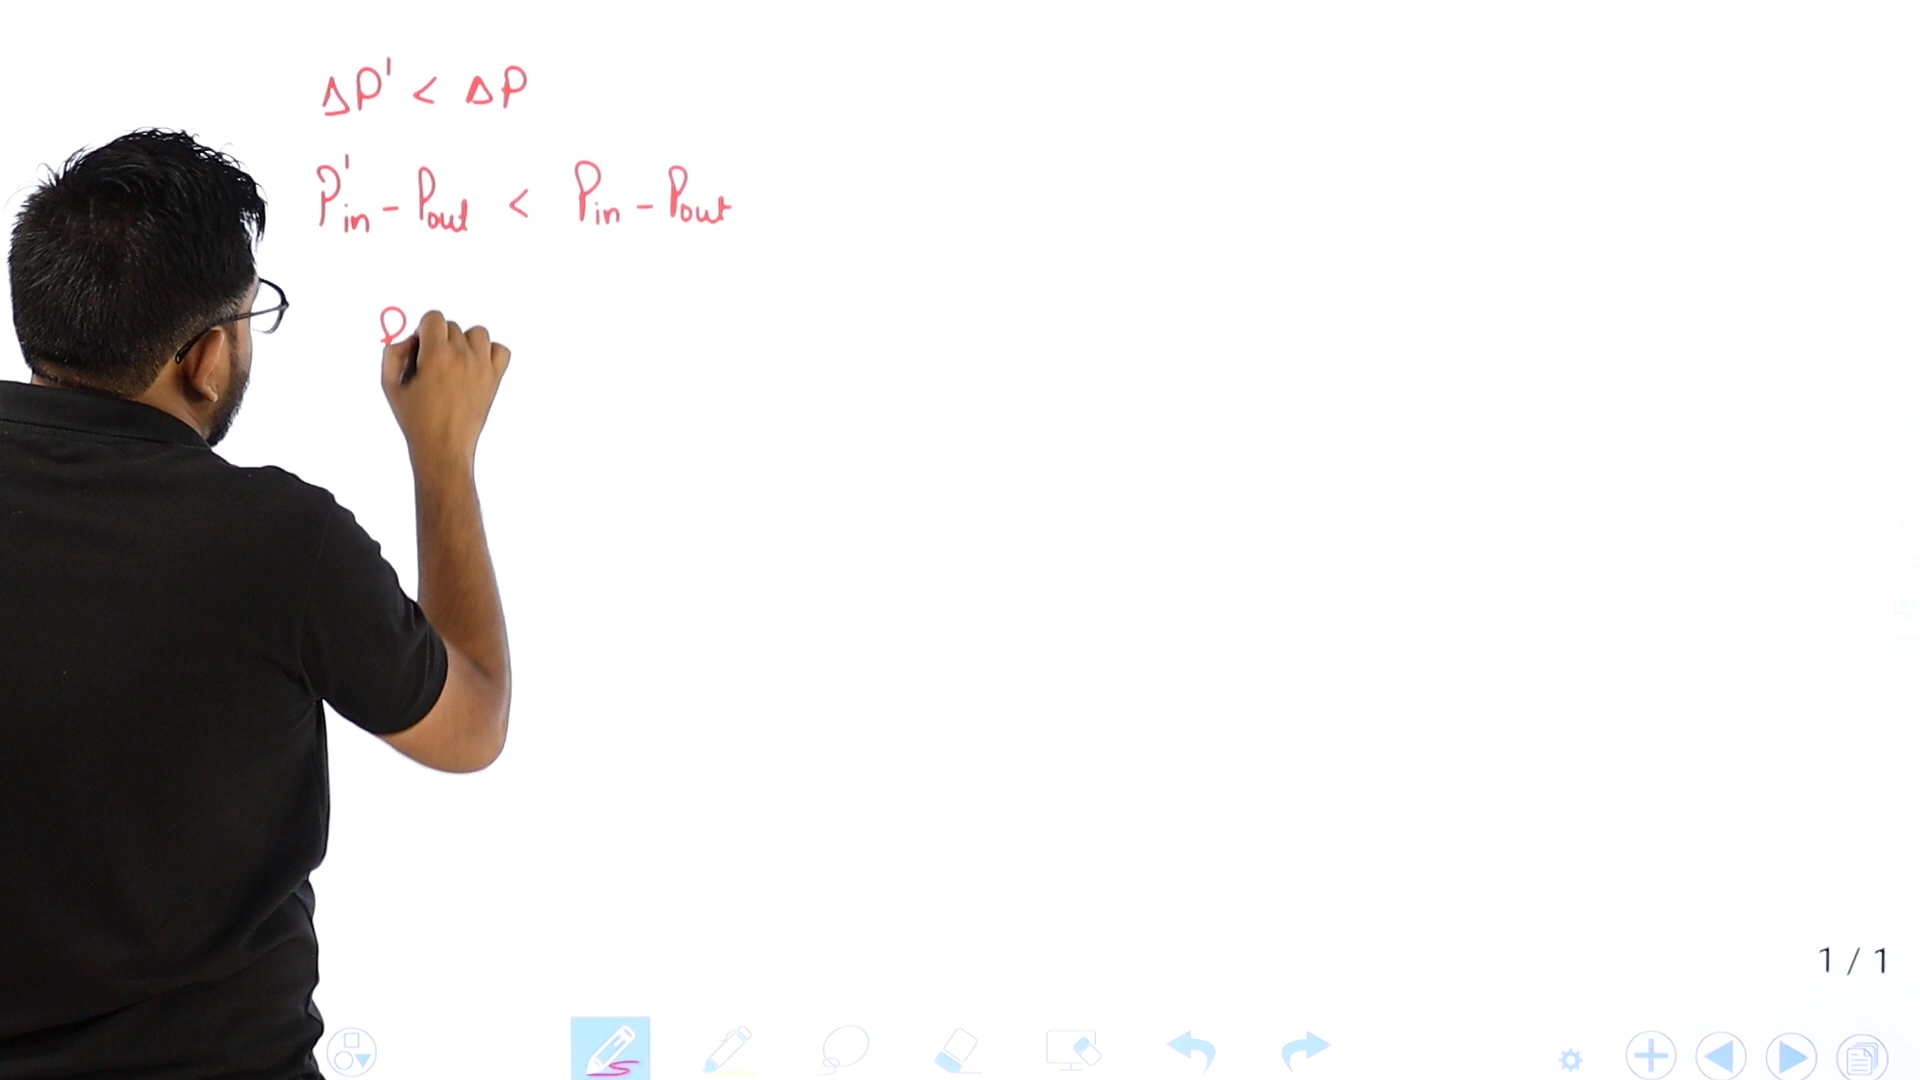 ΔP' < ΔP
P'in - Pout < Pin - Pout
P
1 / 1